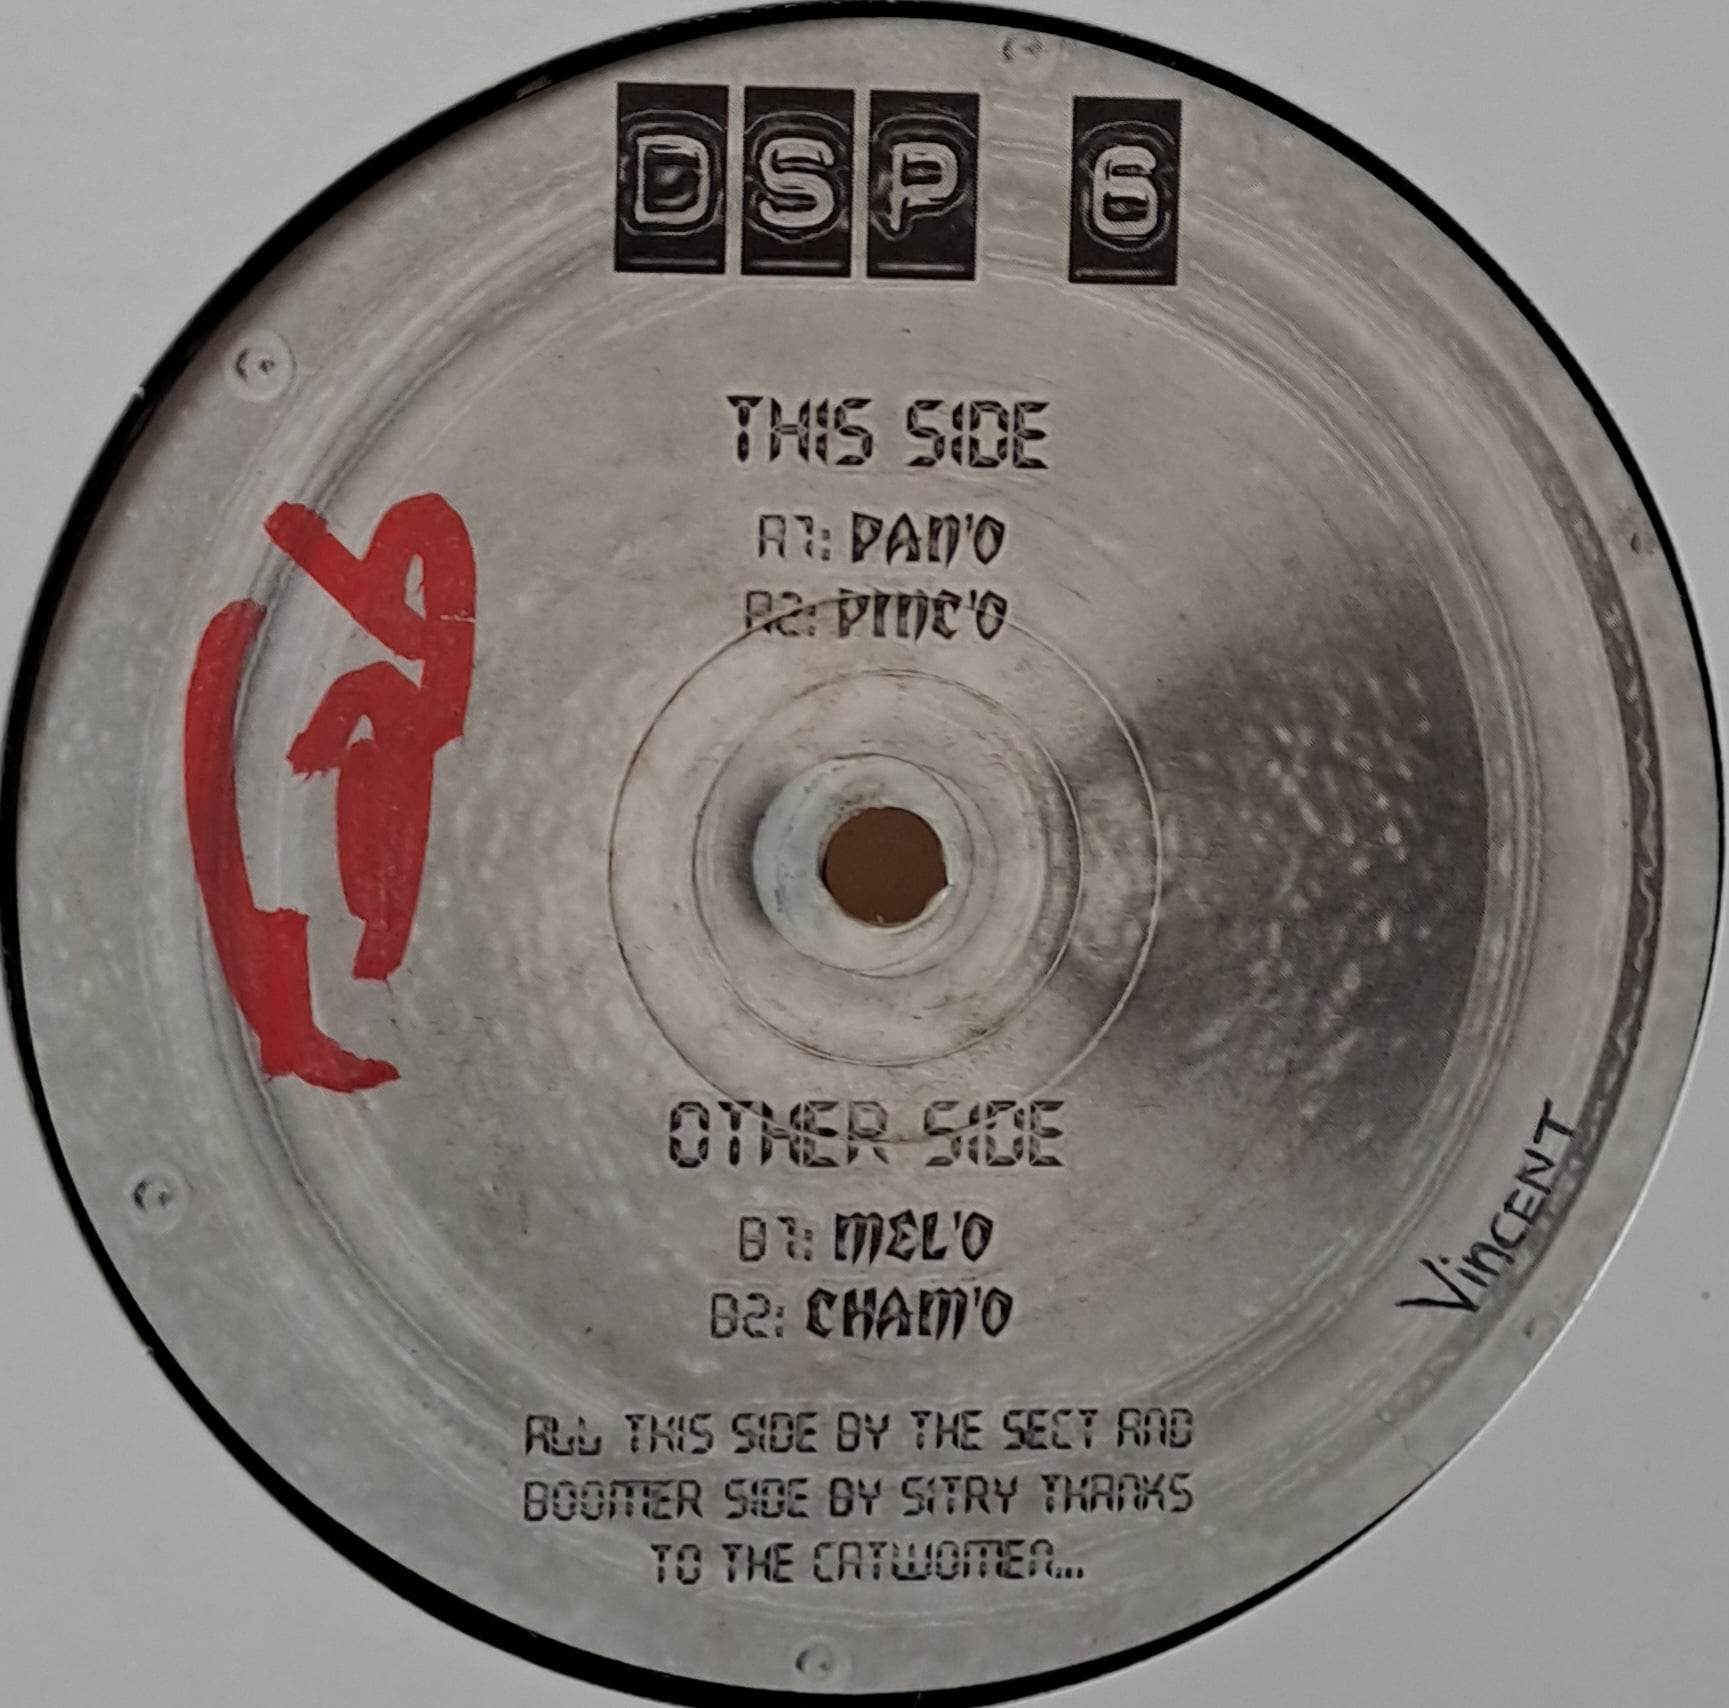 DSP 6
THIS SIDE
A1: PAN'O
A2: PINC'O
OTHER SIDE
B1: MEL'O
B2: CHAM'O
VinCENT
ALL THIS SIDE BY THE SECT AND
BOOMER SIDE BY SITRY THANKS
TO THE CATWOMEN...